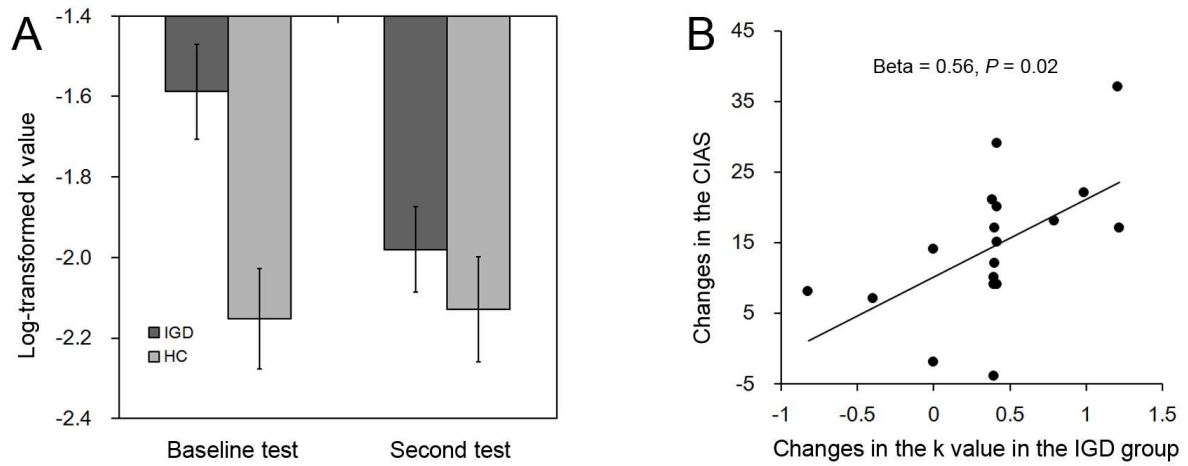 A
-1.4
-1.6
-1.8
-2.0
-2.2
-2.4
Log-transformed k value
IGD
HC
Baseline test Second test
B
45
35
25
15
5
-5
Changes in the CIAS
Beta = 0.56, P = 0.02
-1 -0.5 0 0.5 1 1.5
Changes in the k value in the IGD group